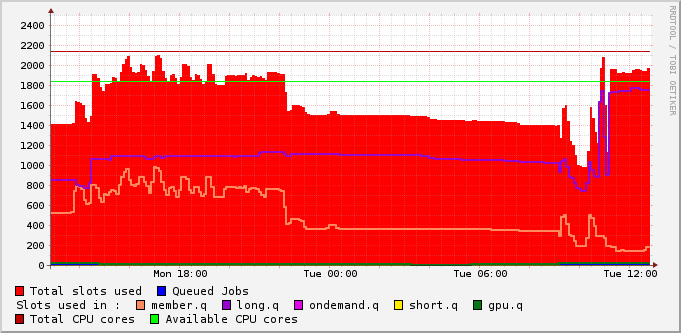 RRDTOOL / TOBI OETIKER
2400
2200
2000
1800
1600
1400
1200
1000
800
600
400
200
0
Mon 18:00 Tue 00:00 Tue 06:00 Tue 12:00
Total slots used Queued Jobs
Slots used in : member.q long.q ondemand.q short.q gpu.q
Total CPU cores Available CPU cores